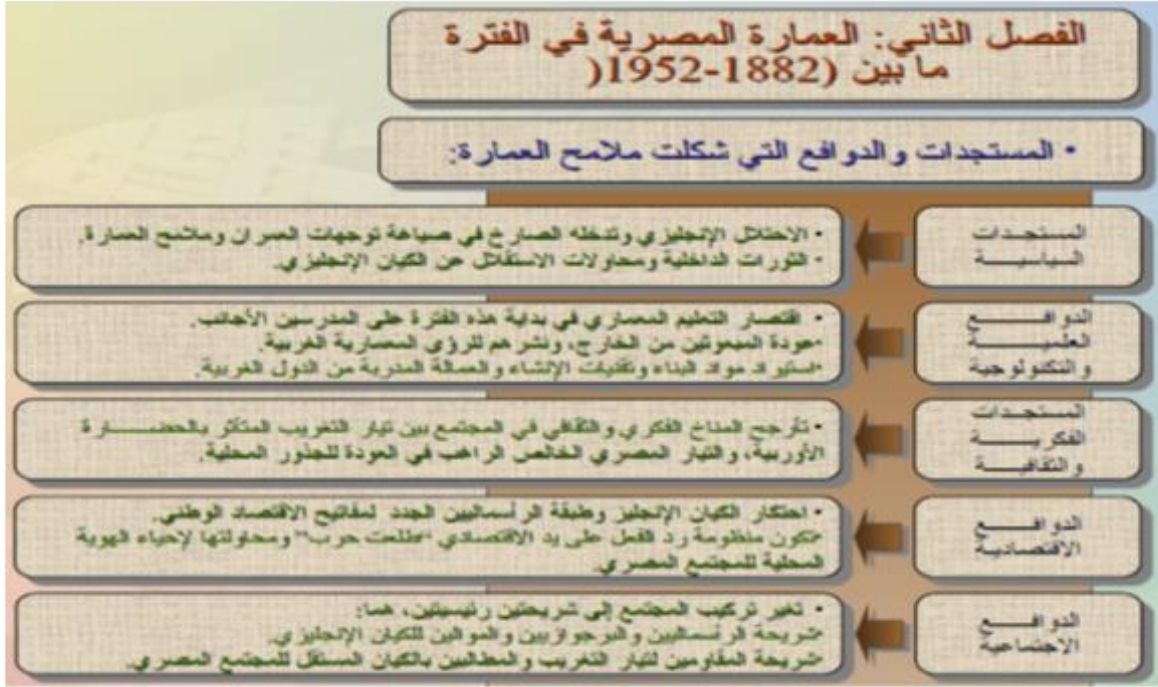 الفصل الثاني: العمارة المصرية في الفترة
ما بين (1882-1952(
• المستجدات والدوافع التي شكلت ملامح العمارة:
المستجدات
السياسية
• الاحتلال الإنجليزي وتدخله الصارخ في صياغة توجهات العمران وملامح العمارة.
- الثورات الداخلية ومحاولات الاستقلال عن الكيان الإنجليزي.
الدوافع
العلمية
والتكنولوجية
• اقتصار التعليم المعماري في بداية هذه الفترة على المدرسين الأجانب.
•عودة المبعوثين من الخارج، ونشرهم للرؤى المعمارية الغربية.
•استيراد مواد البناء وتقنيات الإنشاء والعمالة المدربة من الدول الغربية.
المستجدات
الفكرية
والثقافية
• تأرجح المناخ الفكري والثقافي في المجتمع بين تيار التغريب المتأثر بالحضارة
الأوربية، والتيار المصري الخالص الراغب في العودة للجذور المحلية.
الدوافع
الاقتصادية
• احتكار الكيان الإنجليز وطبقة الرأسماليين الجدد لمفاتيح الاقتصاد الوطني.
•تكون منظومة رد الفعل على يد الاقتصادي "طلعت حرب" ومحاولتها لإحياء الهوية
المحلية للمجتمع المصري.
الدوافع
الاجتماعية
• تغير تركيب المجتمع إلى شريحتين رئيسيتين، هما:
•شريحة الرأسماليين والبرجوازيين والموالين للكيان الإنجليزي.
•شريحة المقاومين لتيار التغريب والمطالبين بالكيان المستقل للمجتمع المصري.